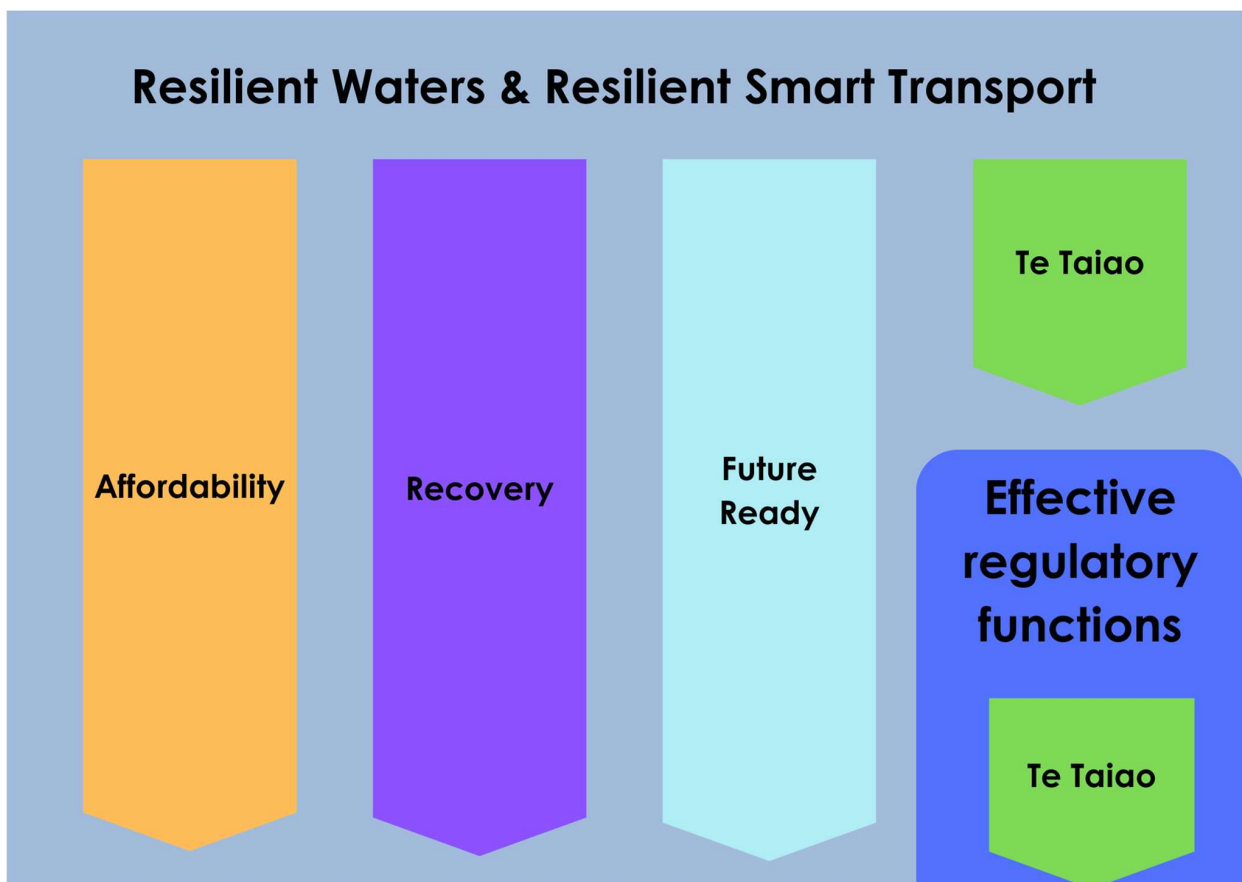 Resilient Waters & Resilient Smart Transport
Affordability
Recovery
Future
Ready
Te Taiao
Effective
regulatory
functions
Te Taiao